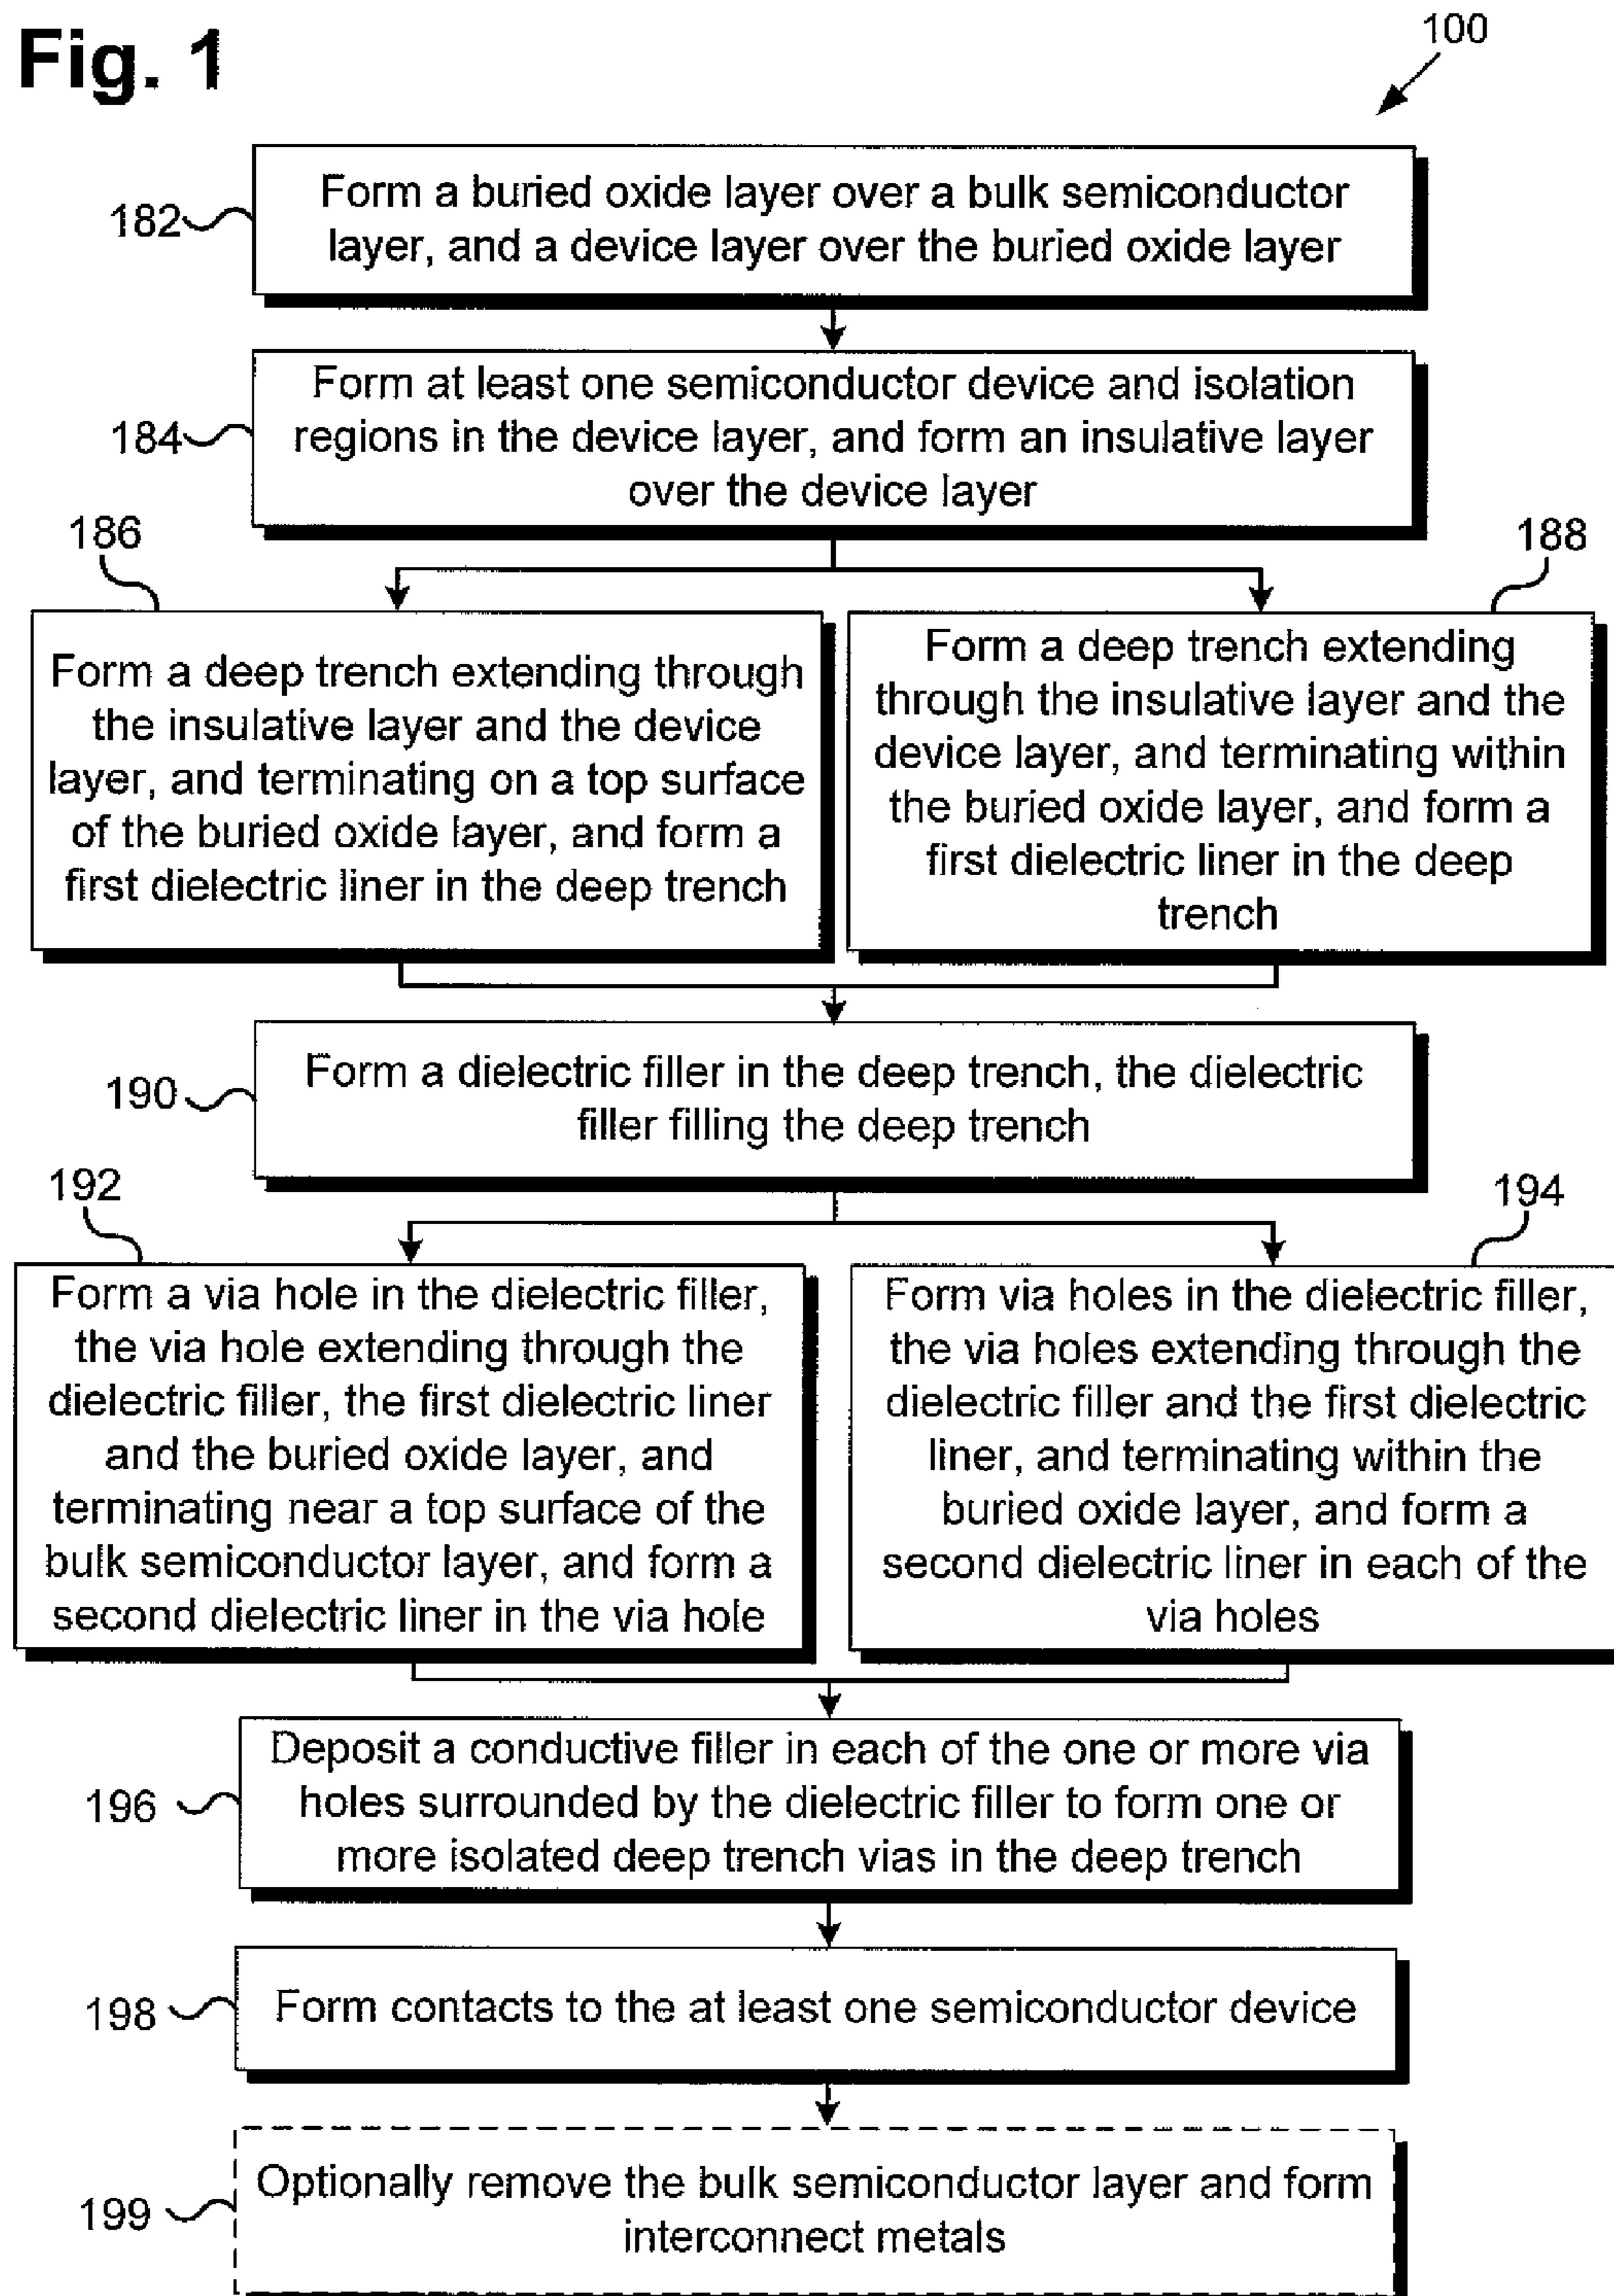 Fig. 1
100
182
Form a buried oxide layer over a bulk semiconductor
layer, and a device layer over the buried oxide layer
184
Form at least one semiconductor device and isolation
regions in the device layer, and form an insulative layer
over the device layer
186
Form a deep trench extending through
the insulative layer and the device
layer, and terminating on a top surface
of the buried oxide layer, and form a
first dielectric liner in the deep trench
188
Form a deep trench extending
through the insulative layer and the
device layer, and terminating within
the buried oxide layer, and form a
first dielectric liner in the deep
trench
190
Form a dielectric filler in the deep trench, the dielectric
filler filling the deep trench
192
Form a via hole in the dielectric filler,
the via hole extending through the
dielectric filler, the first dielectric liner
and the buried oxide layer, and
terminating near a top surface of the
bulk semiconductor layer, and form a
second dielectric liner in the via hole
194
Form via holes in the dielectric filler,
the via holes extending through the
dielectric filler and the first dielectric
liner, and terminating within the
buried oxide layer, and form a
second dielectric liner in each of the
via holes
196
Deposit a conductive filler in each of the one or more via
holes surrounded by the dielectric filler to form one or
more isolated deep trench vias in the deep trench
198
Form contacts to the at least one semiconductor device
199
Optionally remove the bulk semiconductor layer and form
interconnect metals